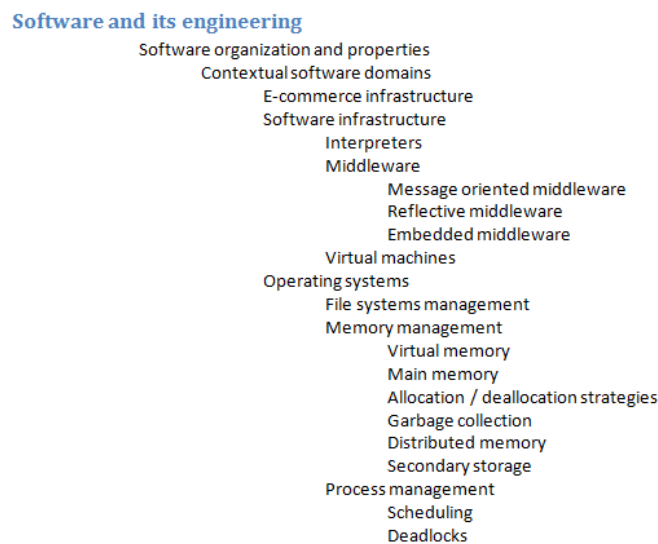 Software and its engineering
Software organization and properties
Contextual software domains
E-commerce infrastructure
Software infrastructure
Interpreters
Middleware
Message oriented middleware
Reflective middleware
Embedded middleware
Virtual machines
Operating systems
File systems management
Memory management
Virtual memory
Main memory
Allocation / deallocation strategies
Garbage collection
Distributed memory
Secondary storage
Process management
Scheduling
Deadlocks